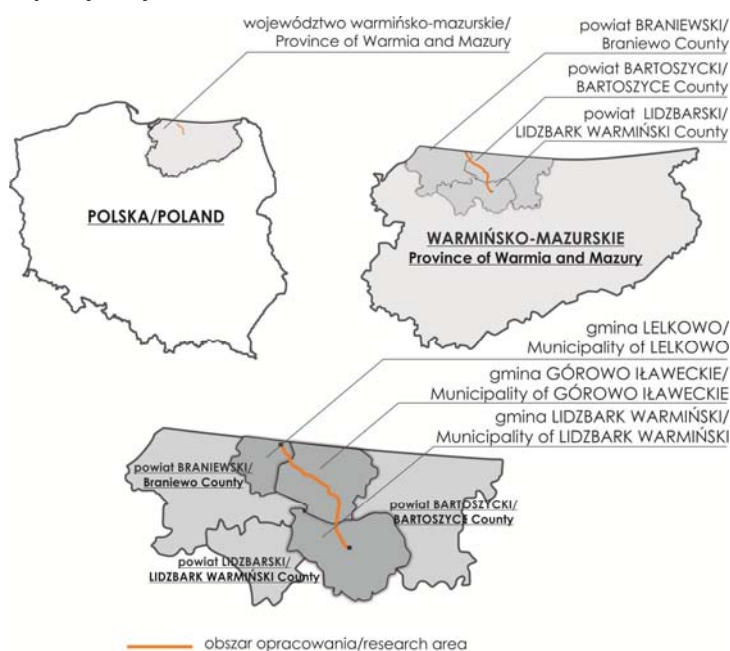 województwo warmińsko-mazurskie/
Province of Warmia and Mazury
powiat BRANIEWSKI/
Braniewo County
powiat BARTOSZYCKI/
BARTOSZYCE County
powiat LIDZBARSKI/
LIDZBARK WARMIŃSKI County
POLSKA/POLAND
WARMIŃSKO-MAZURSKIE
Province of Warmia and Mazury
gmina LELKOWO/
Municipality of LELKOWO
gmina GÓROWO IŁAWECKIE/
Municipality of GÓROWO IŁAWECKIE
gmina LIDZBARK WARMIŃSKI/
Municipality of LIDZBARK WARMIŃSKI
powiat BRANIEWSKI/
Braniewo County
powiat BARTOSZYCKI/
BARTOSZYCE County
powiat LIDZBARSKI/
LIDZBARK WARMIŃSKI County
obszar opracowania/research area